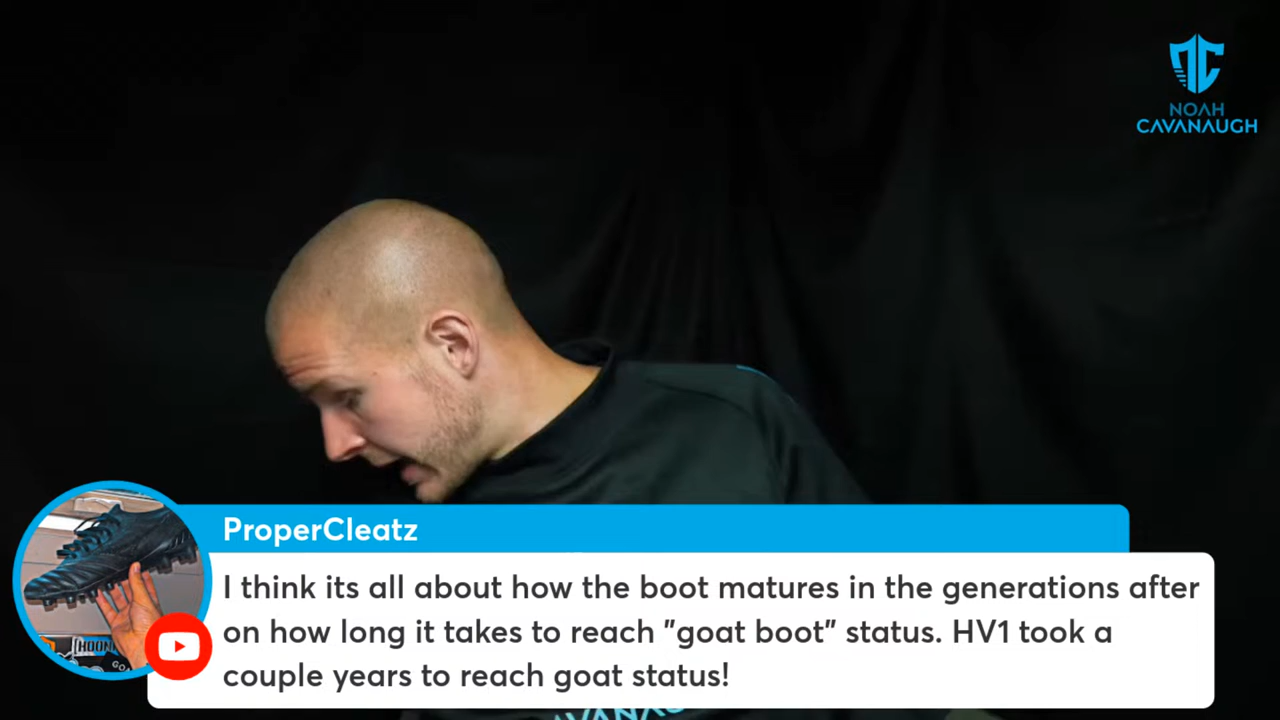 NOAH
CAVANAUGH
ProperCleatz
I think its all about how the boot matures in the generations after
on how long it takes to reach "goat boot" status. HV1 took a
couple years to reach goat status!